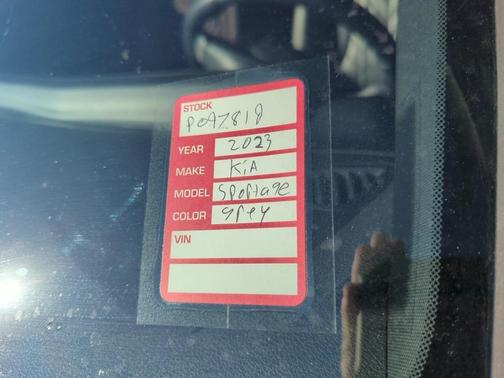 STOCK
P0A7818
YEAR 2023
MAKE KiA
MODEL Sportage
COLOR grey
VIN